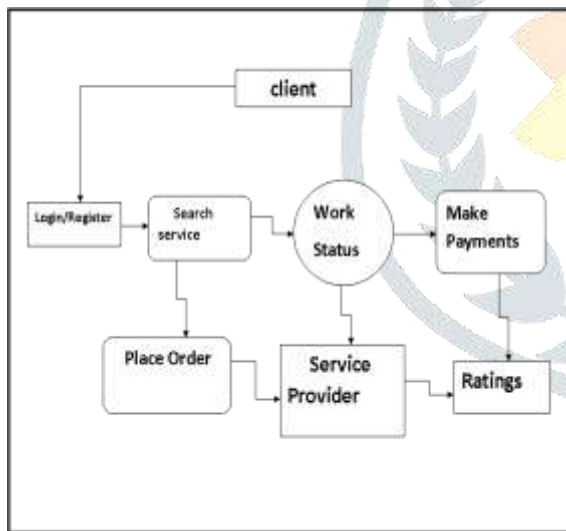 client
Login/Register
Search
service
Work
Status
Make
Payments
Place Order
Service
Provider
Ratings